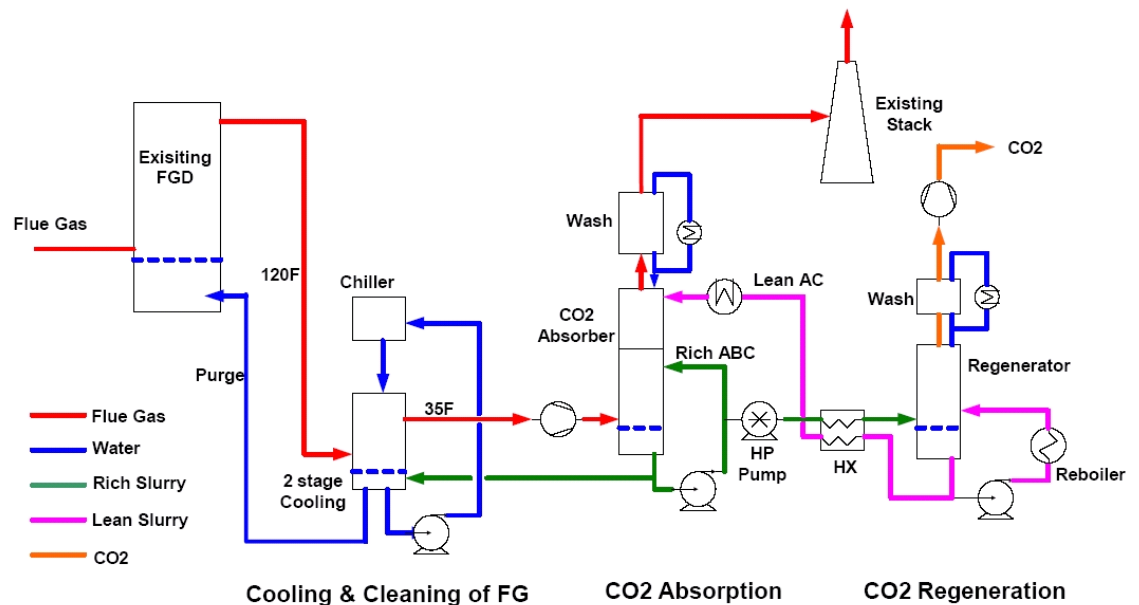 Existing
Stack
CO2
Exisiting
FGD
Flue Gas
Wash
120F
Chiller
Lean AC
Wash
CO2
Absorber
Rich ABC
Regenerator
Purge
35F
Flue Gas
Water
Rich Slurry
Lean Slurry
CO2
2 stage
Cooling
HP
Pump
HX
Reboiler
Cooling & Cleaning of FG
CO2 Absorption
CO2 Regeneration